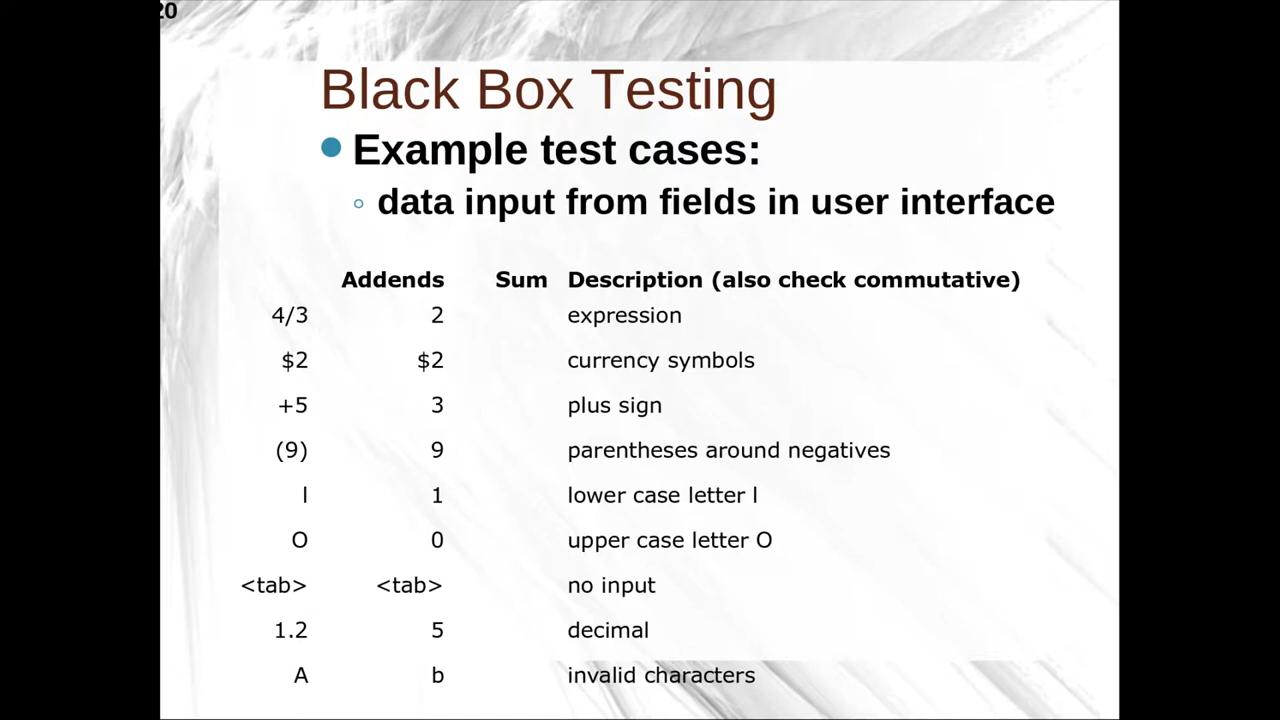 20
Black Box Testing
Example test cases:
data input from fields in user interface
Addends Sum Description (also check commutative)
4/3 2 expression
$2 $2 currency symbols
+5 3 plus sign
(9) 9 parentheses around negatives
l 1 lower case letter l
O 0 upper case letter O
<tab> <tab> no input
1.2 5 decimal
A b invalid characters